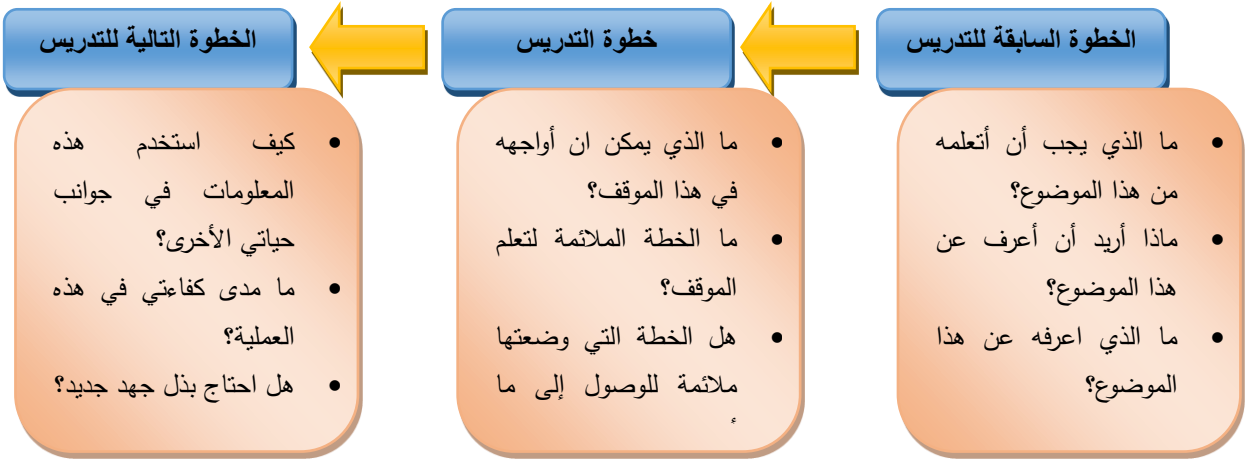 الخطوة السابقة للتدريس
ما الذي يجب أن أتعلمه
من هذا الموضوع؟
ماذا أريد أن أعرف عن
هذا الموضوع؟
ما الذي اعرفه عن هذا
الموضوع؟
خطوة التدريس
ما الذي يمكن ان أواجهه
في هذا الموقف؟
ما الخطة الملائمة لتعلم
الموقف؟
هل الخطة التي وضعتها
ملائمة للوصول إلى ما
الخطوة التالية للتدريس
كيف استخدم هذه
المعلومات في جوانب
حياتي الأخرى؟
ما مدى كفاءتي في هذه
العملية؟
هل احتاج بذل جهد جديد؟